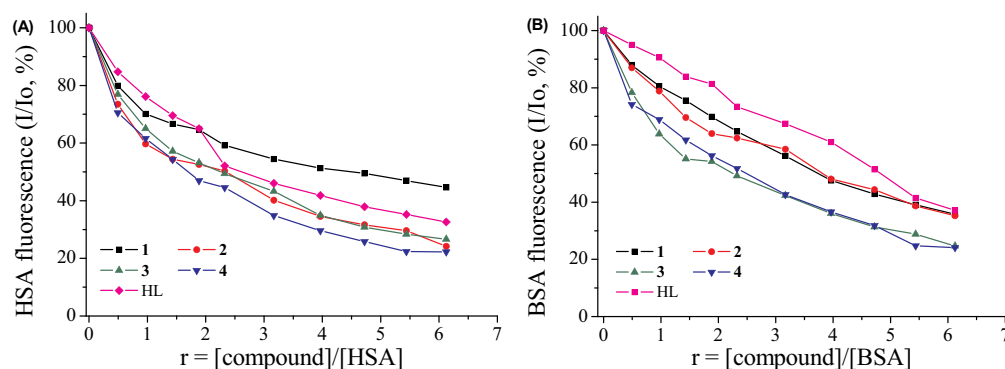 (A)
HSA fluorescence (I/Io, %)
100
80
60
40
20
0
1 2
3 4
HL
0 1 2 3 4 5 6 7
r = [compound]/[HSA]
(B)
BSA fluorescence (I/Io, %)
100
80
60
40
20
0
1 2
3 4
HL
0 1 2 3 4 5 6 7
r = [compound]/[BSA]